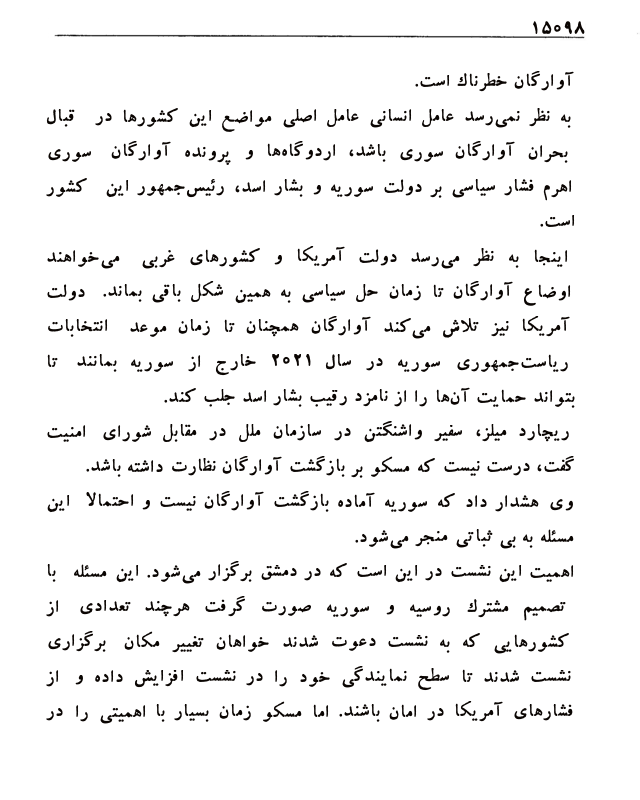 ۱۵۰۹۸
آوارگان خطرناك است.
به نظر نمی‌رسد عامل انسانی عامل اصلی مواضع این کشورها در قبال
بحران آوارگان سوری باشد، اردوگاه‌ها و پرونده آوارگان سوری
اهرم فشار سیاسی بر دولت سوریه و بشار اسد، رئیس‌جمهور این کشور
است.
اینجا به نظر می‌رسد دولت آمریکا و کشورهای غربی می‌خواهند
اوضاع آوارگان تا زمان حل سیاسی به همین شکل باقی بماند. دولت
آمریکا نیز تلاش می‌کند آوارگان همچنان تا زمان موعد انتخابات
ریاست‌جمهوری سوریه در سال ۲۰۲۱ خارج از سوریه بمانند تا
بتواند حمایت آن‌ها را از نامزد رقیب بشار اسد جلب کند.
ریچارد میلز، سفیر واشنگتن در سازمان ملل در مقابل شورای امنیت
گفت، درست نیست که مسکو بر بازگشت آوارگان نظارت داشته باشد.
وی هشدار داد که سوریه آماده بازگشت آوارگان نیست و احتمالا این
مسئله به بی ثباتی منجر می‌شود.
اهمیت این نشست در این است که در دمشق برگزار می‌شود. این مسئله با
تصمیم مشترك روسیه و سوریه صورت گرفت هرچند تعدادی از
کشورهایی که به نشست دعوت شدند خواهان تغییر مکان برگزاری
نشست شدند تا سطح نمایندگی خود را در نشست افزایش داده و از
فشارهای آمریکا در امان باشند. اما مسکو زمان بسیار با اهمیتی را در